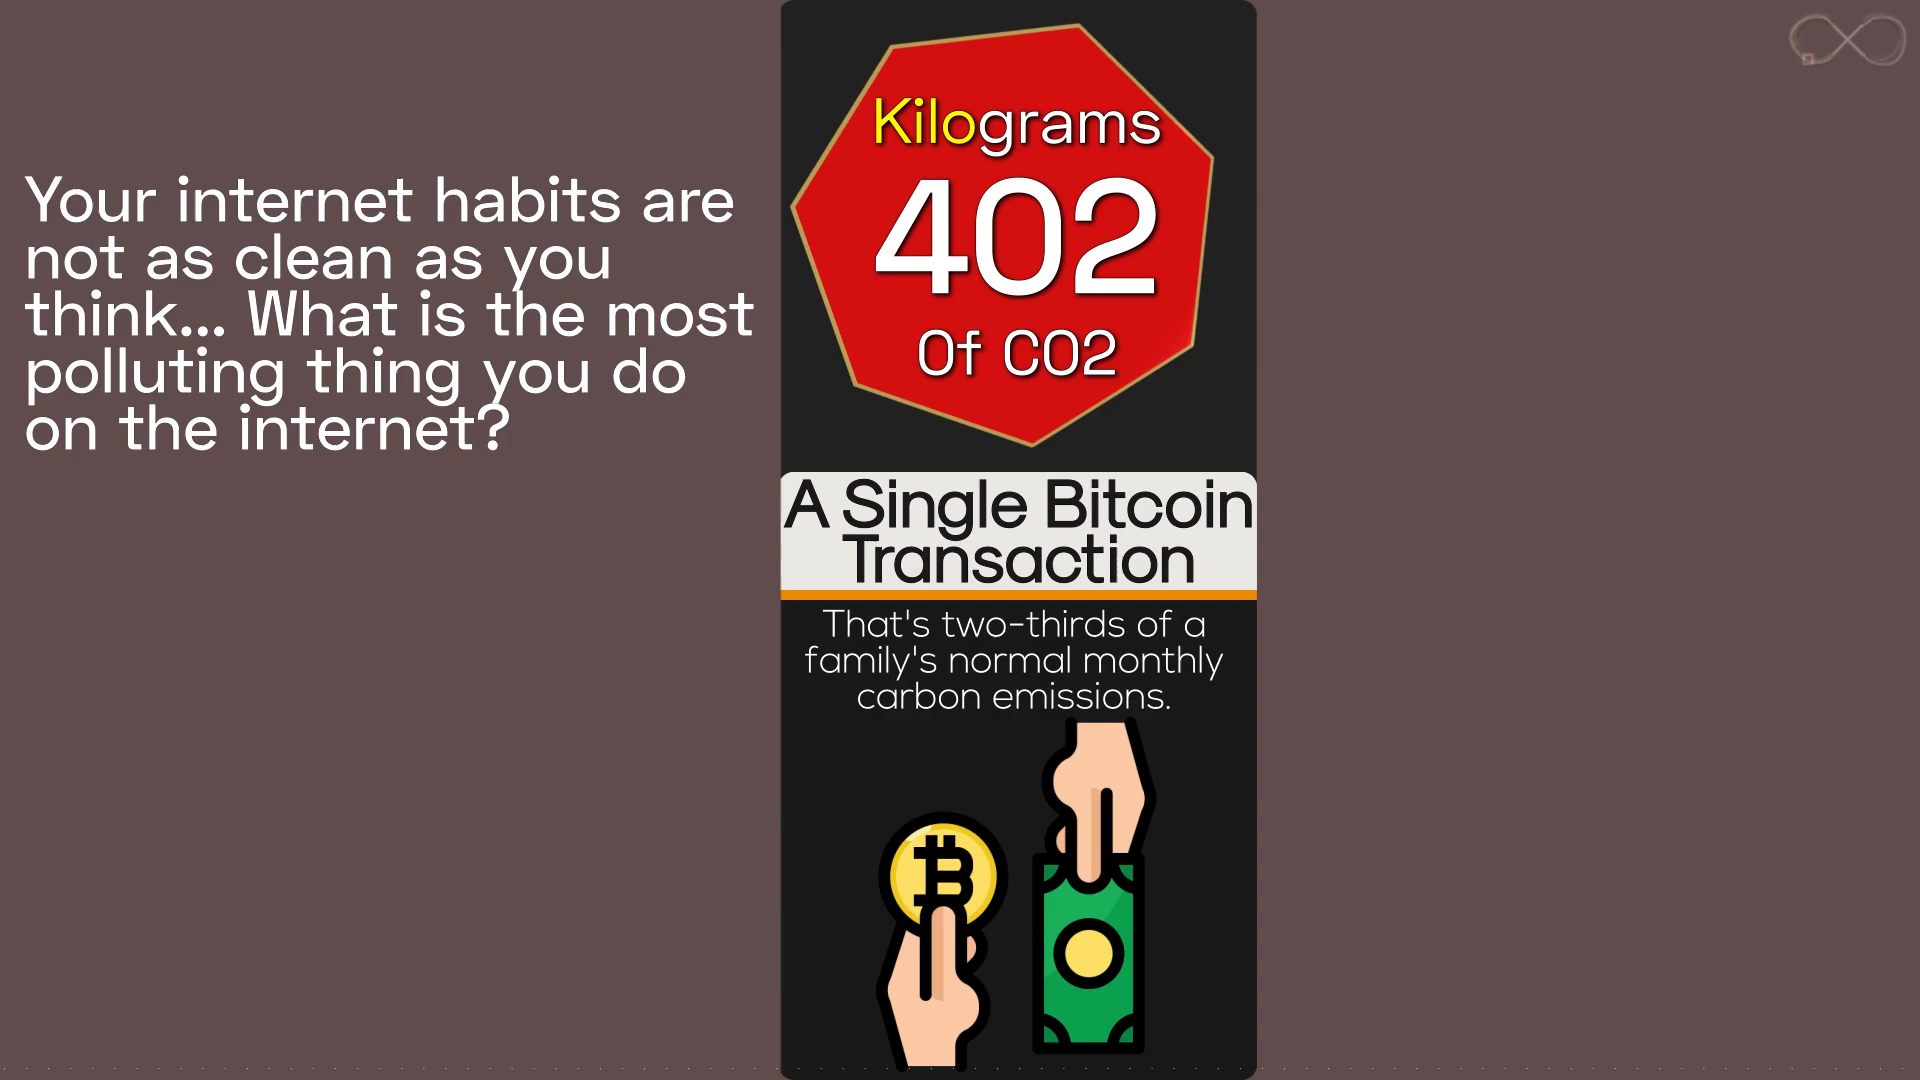 Your internet habits are
not as clean as you
think... What is the most
polluting thing you do
on the internet?
Kilograms
402
Of CO2
A Single Bitcoin
Transaction
That's two-thirds of a
family's normal monthly
carbon emissions.